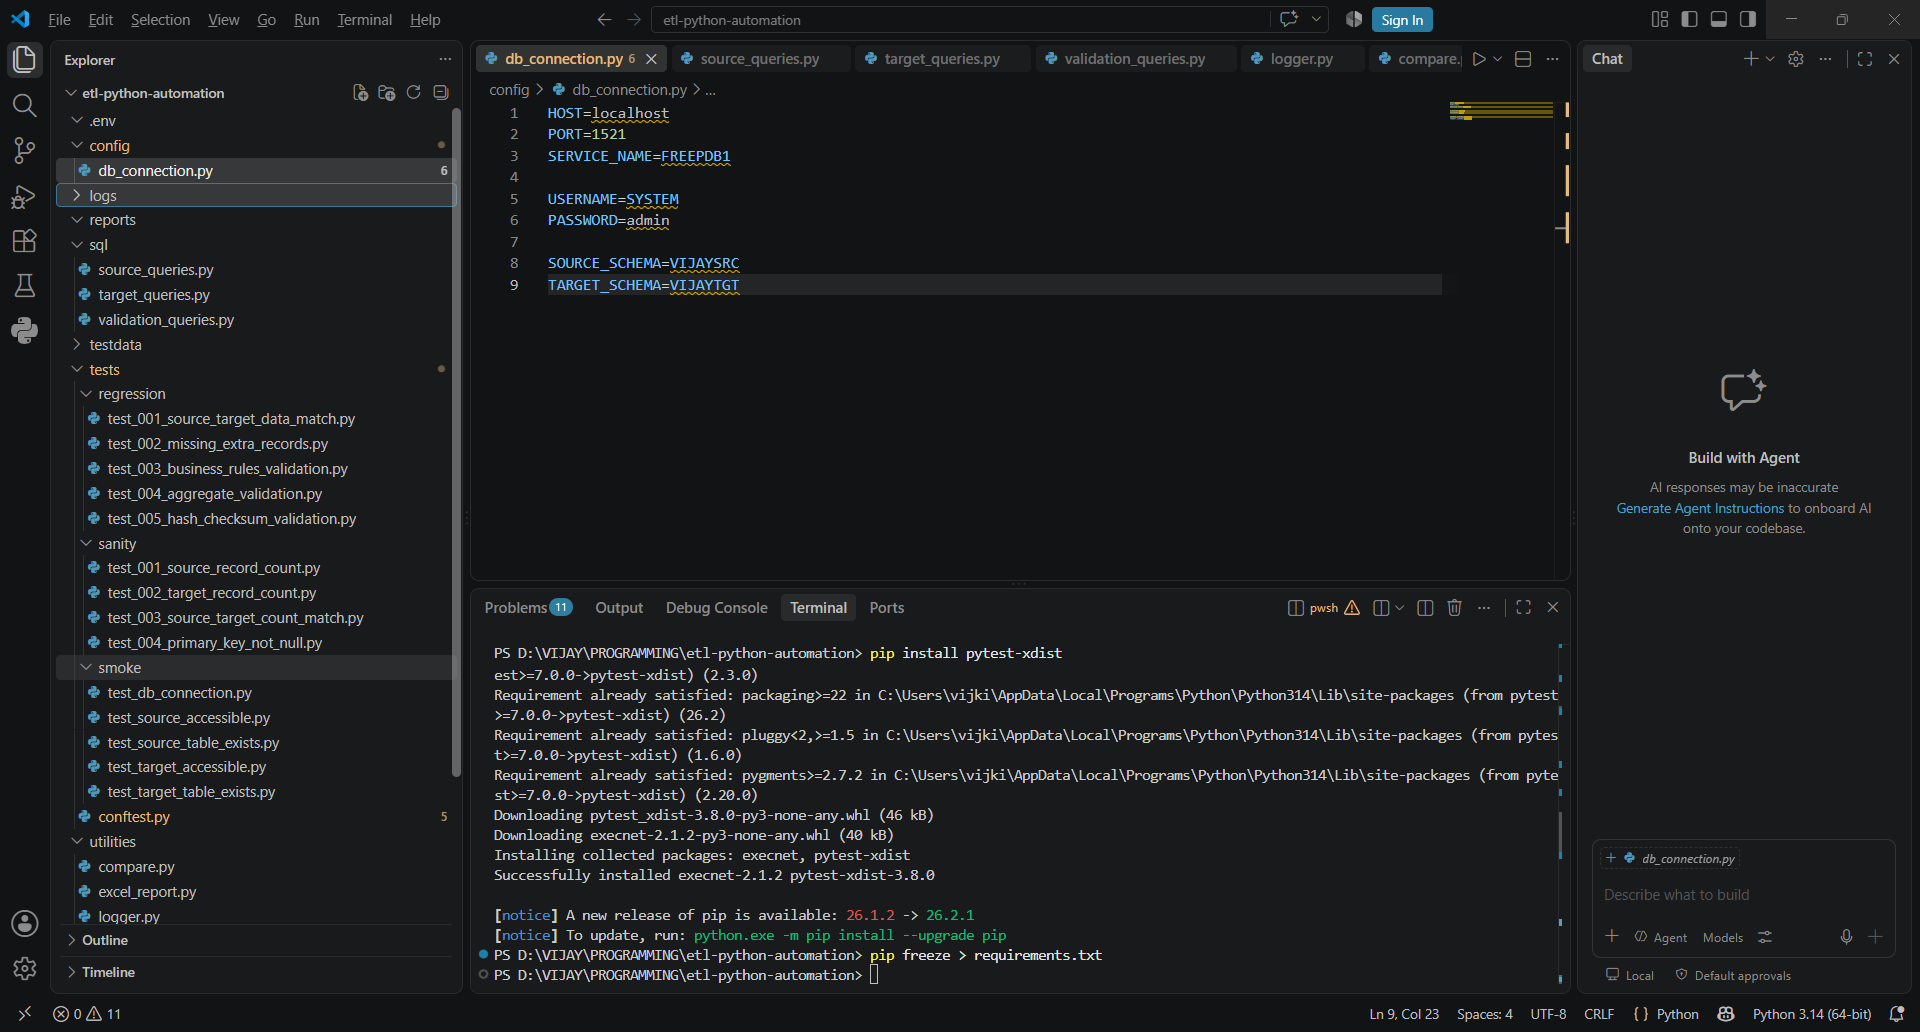 File Edit Selection View Go Run Terminal Help
etl-python-automation
Sign In
Explorer
etl-python-automation
.env
config
db_connection.py 6
logs
reports
sql
source_queries.py
target_queries.py
validation_queries.py
testdata
tests
regression
test_001_source_target_data_match.py
test_002_missing_extra_records.py
test_003_business_rules_validation.py
test_004_aggregate_validation.py
test_005_hash_checksum_validation.py
sanity
test_001_source_record_count.py
test_002_target_record_count.py
test_003_source_target_count_match.py
test_004_primary_key_not_null.py
smoke
test_db_connection.py
test_source_accessible.py
test_source_table_exists.py
test_target_accessible.py
test_target_table_exists.py
conftest.py 5
utilities
compare.py
excel_report.py
logger.py
Outline
Timeline
db_connection.py 6 source_queries.py target_queries.py validation_queries.py logger.py compare.
config > db_connection.py > ...
1 HOST=localhost
2 PORT=1521
3 SERVICE_NAME=FREEPDB1
4
5 USERNAME=SYSTEM
6 PASSWORD=admin
7
8 SOURCE_SCHEMA=VIJAYSRC
9 TARGET_SCHEMA=VIJAYTGT
Problems 11 Output Debug Console Terminal Ports
pwsh
PS D:\VIJAY\PROGRAMMING\etl-python-automation> pip install pytest-xdist
est>=7.0.0->pytest-xdist) (2.3.0)
Requirement already satisfied: packaging>=22 in C:\Users\vijki\AppData\Local\Programs\Python\Python314\Lib\site-packages (from pytest
>=7.0.0->pytest-xdist) (26.2)
Requirement already satisfied: pluggy<2,>=1.5 in C:\Users\vijki\AppData\Local\Programs\Python\Python314\Lib\site-packages (from pytes
t>=7.0.0->pytest-xdist) (1.6.0)
Requirement already satisfied: pygments>=2.7.2 in C:\Users\vijki\AppData\Local\Programs\Python\Python314\Lib\site-packages (from pyte
st>=7.0.0->pytest-xdist) (2.20.0)
Downloading pytest_xdist-3.8.0-py3-none-any.whl (46 kB)
Downloading execnet-2.1.2-py3-none-any.whl (40 kB)
Installing collected packages: execnet, pytest-xdist
Successfully installed execnet-2.1.2 pytest-xdist-3.8.0
[notice] A new release of pip is available: 26.1.2 -> 26.2.1
[notice] To update, run: python.exe -m pip install --upgrade pip
PS D:\VIJAY\PROGRAMMING\etl-python-automation> pip freeze > requirements.txt
PS D:\VIJAY\PROGRAMMING\etl-python-automation>
Chat
Build with Agent
AI responses may be inaccurate
Generate Agent Instructions to onboard AI
onto your codebase.
db_connection.py
Describe what to build
Agent Models
Local Default approvals
0 11
Ln 9, Col 23 Spaces: 4 UTF-8 CRLF { } Python Python 3.14 (64-bit)